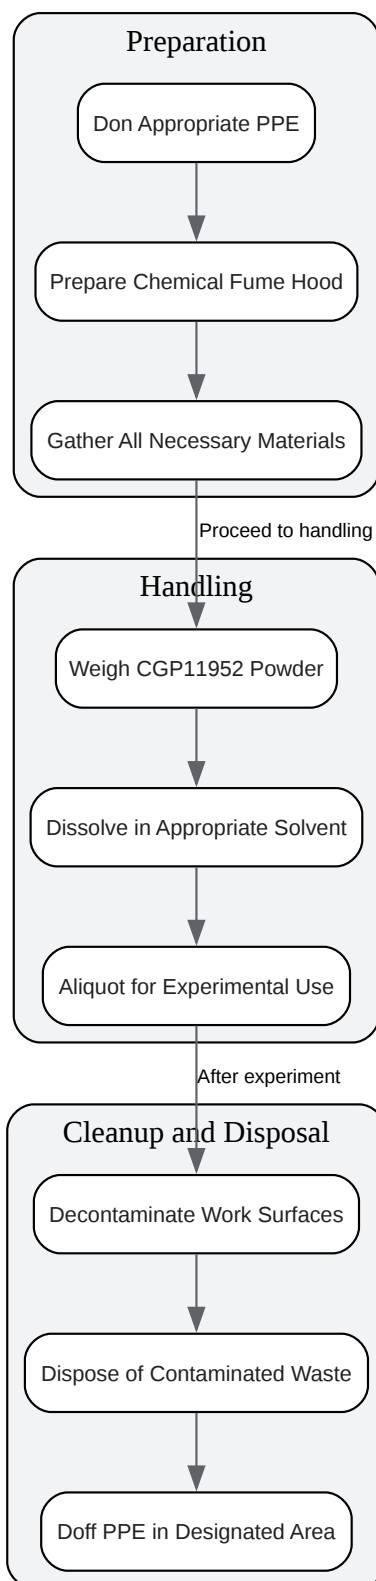 Preparation
Don Appropriate PPE
Prepare Chemical Fume Hood
Gather All Necessary Materials
Proceed to handling
Handling
Weigh CGP11952 Powder
Dissolve in Appropriate Solvent
Aliquot for Experimental Use
After experiment
Cleanup and Disposal
Decontaminate Work Surfaces
Dispose of Contaminated Waste
Doff PPE in Designated Area